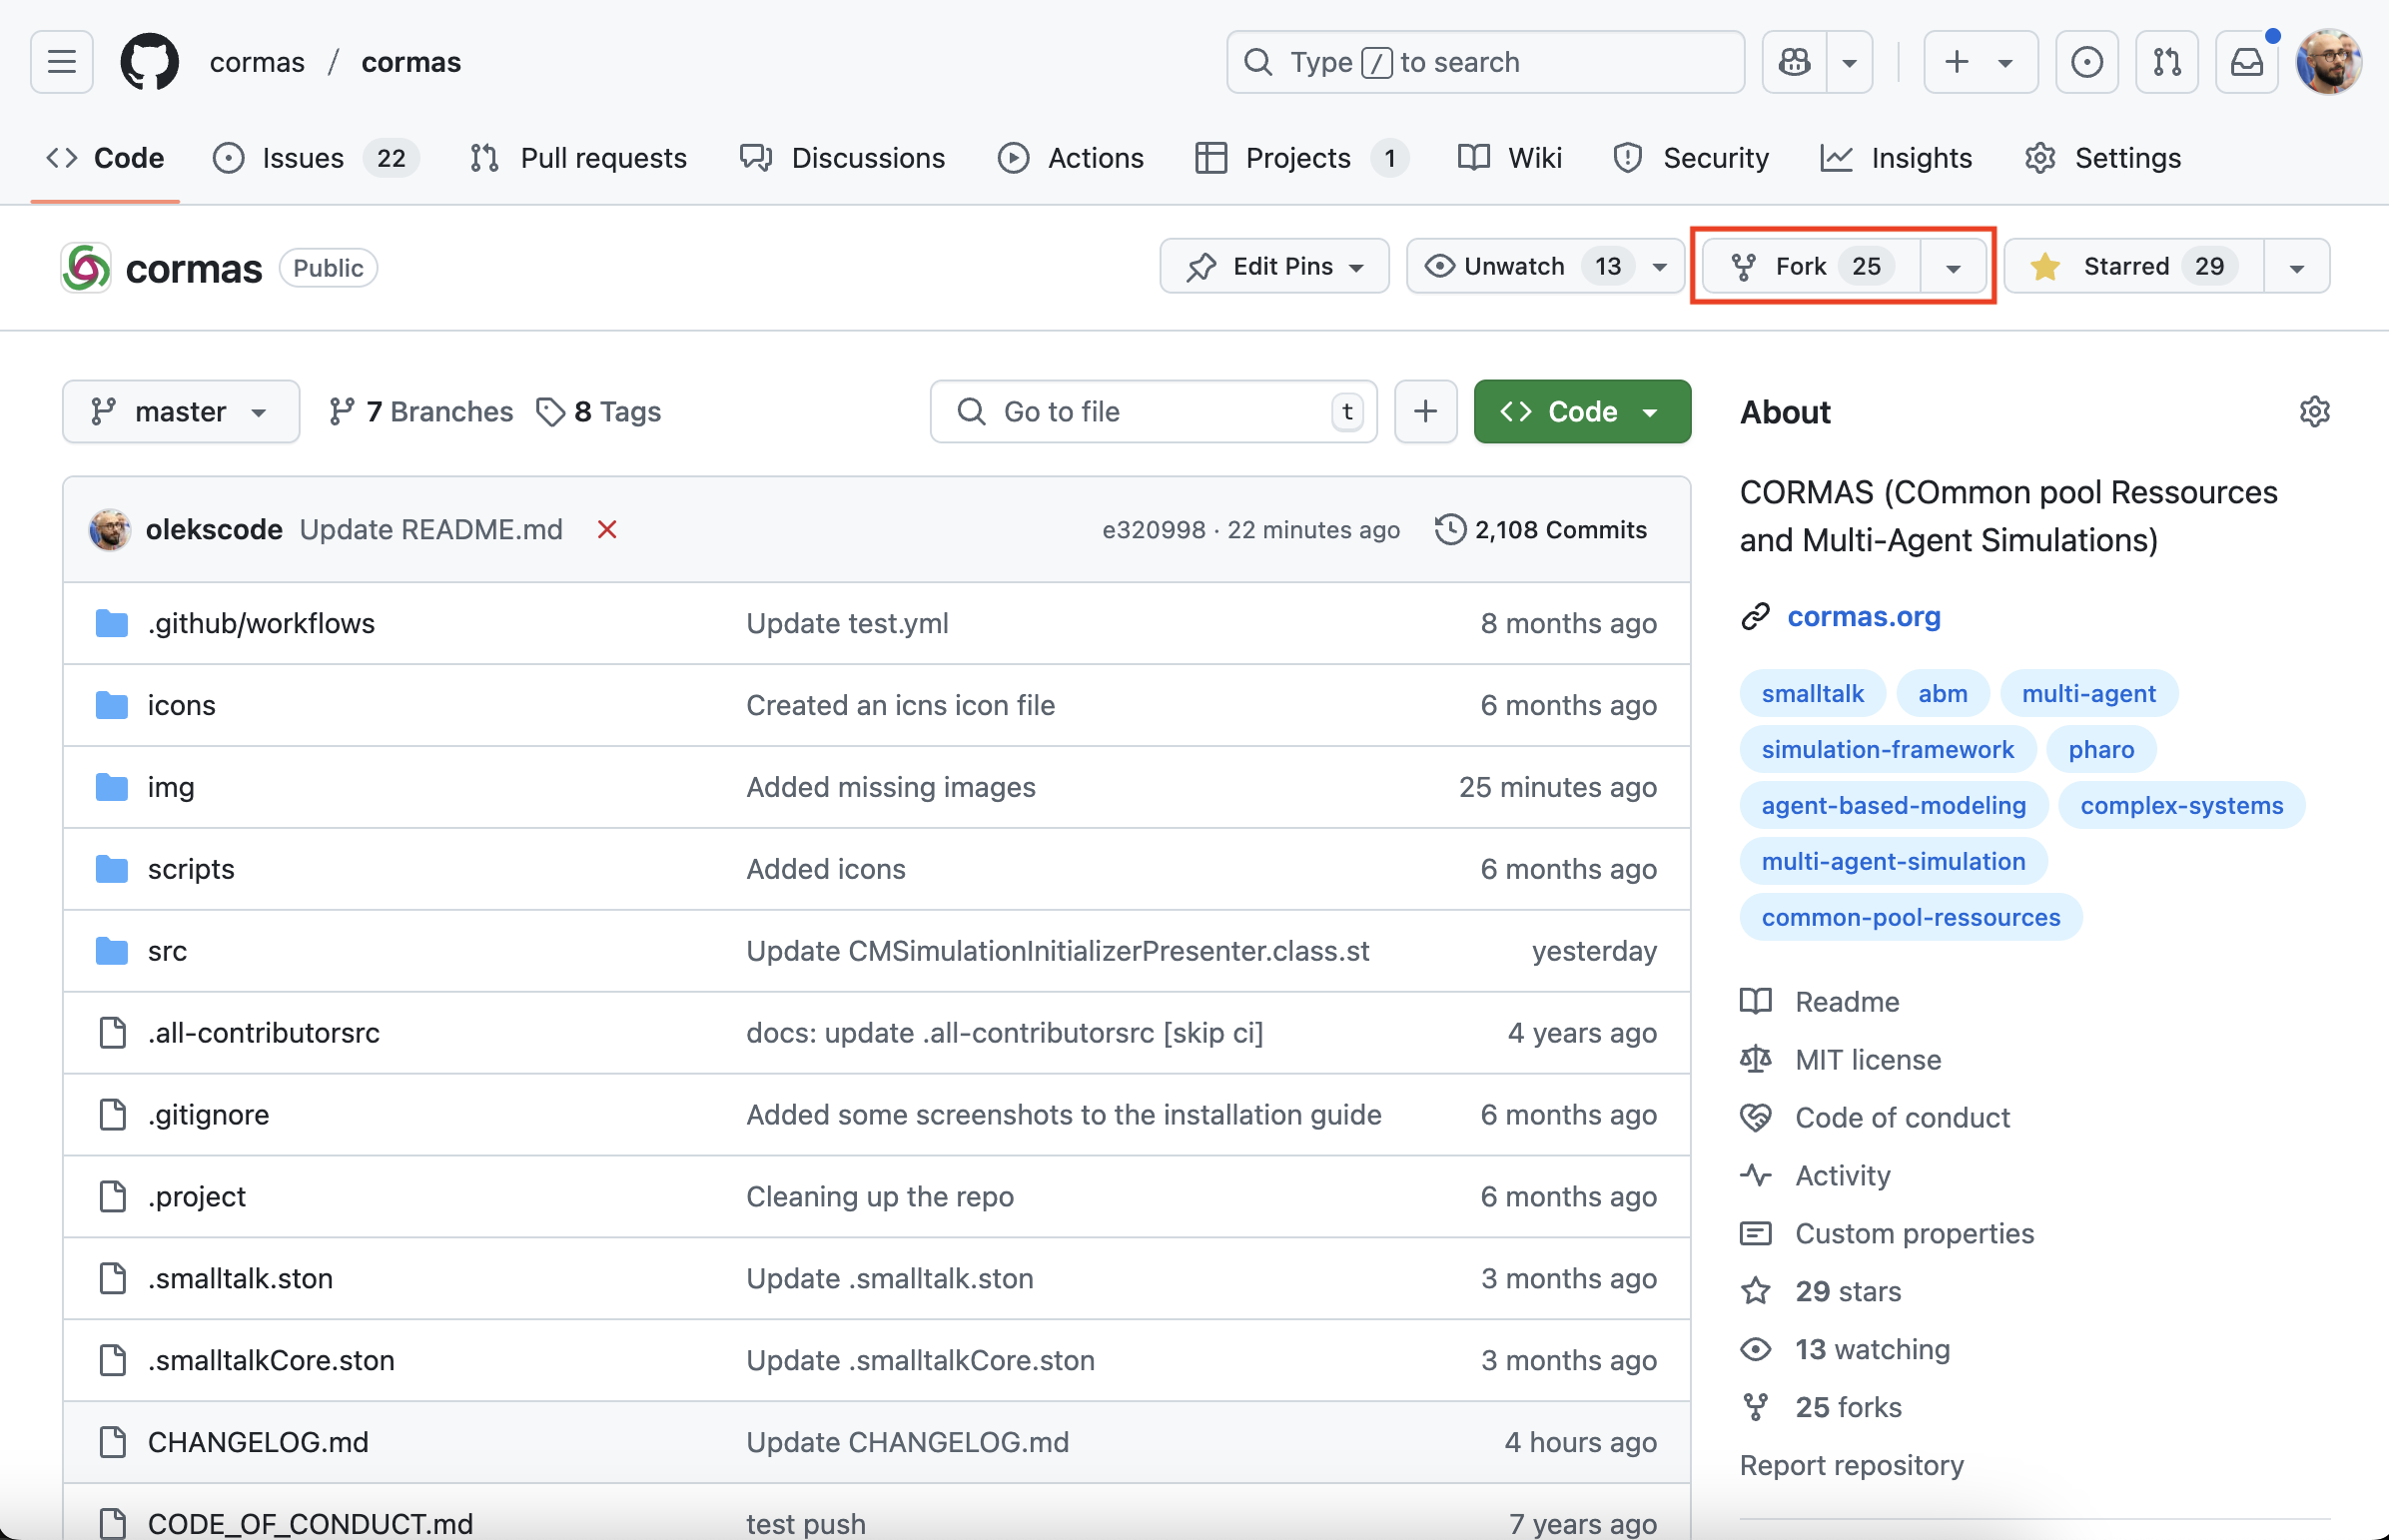 cormas / cormas
Type / to search
Code
Issues 22
Pull requests
Discussions
Actions
Projects 1
Wiki
Security
Insights
Settings
cormas Public
Edit Pins
Unwatch 13
Fork 25
Starred 29
master
7 Branches
8 Tags
Go to file t
Code
About
CORMAS (COmmon pool Ressources
and Multi-Agent Simulations)
cormas.org
smalltalk abm multi-agent
simulation-framework pharo
agent-based-modeling complex-systems
multi-agent-simulation
common-pool-ressources
Readme
MIT license
Code of conduct
Activity
Custom properties
29 stars
13 watching
25 forks
Report repository
olekscode Update README.md e320998 · 22 minutes ago 2,108 Commits
.github/workflows Update test.yml 8 months ago
icons Created an icns icon file 6 months ago
img Added missing images 25 minutes ago
scripts Added icons 6 months ago
src Update CMSimulationInitializerPresenter.class.st yesterday
.all-contributorsrc docs: update .all-contributorsrc [skip ci] 4 years ago
.gitignore Added some screenshots to the installation guide 6 months ago
.project Cleaning up the repo 6 months ago
.smalltalk.ston Update .smalltalk.ston 3 months ago
.smalltalkCore.ston Update .smalltalkCore.ston 3 months ago
CHANGELOG.md Update CHANGELOG.md 4 hours ago
CODE_OF_CONDUCT.md test push 7 years ago